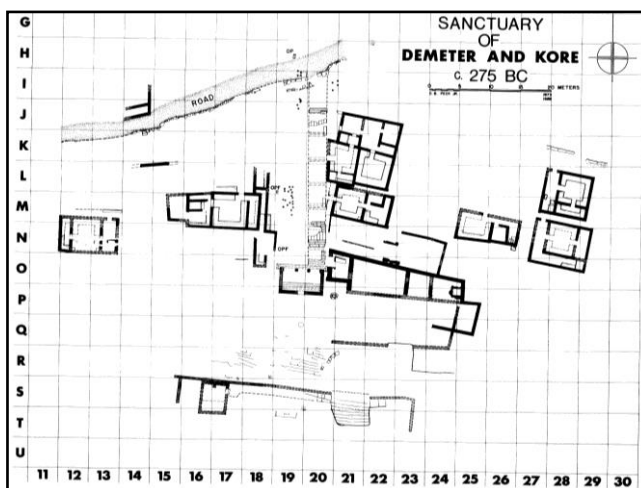 SANCTUARY
OF
DEMETER AND KORE
C. 275 BC
METERS
ROAD
G
H
I
J
K
L
M
N
O
P
Q
R
S
T
U
11 12 13 14 15 16 17 18 19 20 21 22 23 24 25 26 27 28 29 30